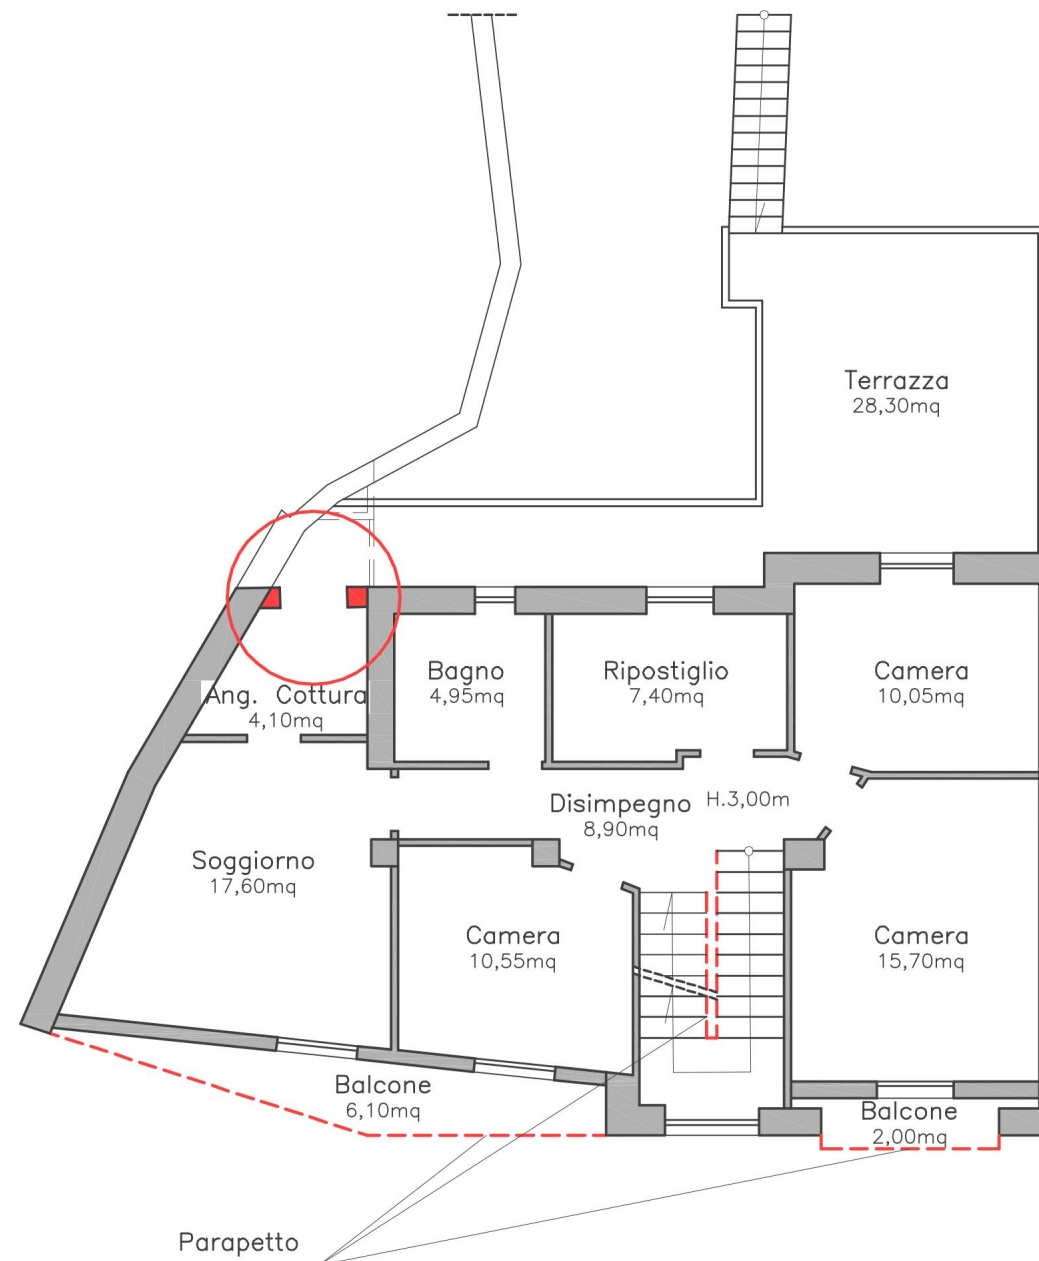 Terrazza
28,30mq
Bagno
4,95mq
Ripostiglio
7,40mq
Camera
10,05mq
Ang. Cottura
4,10mq
Disimpegno
8,90mq
H.3,00m
Soggiorno
17,60mq
Camera
10,55mq
Camera
15,70mq
Balcone
6,10mq
Balcone
2,00mq
Parapetto